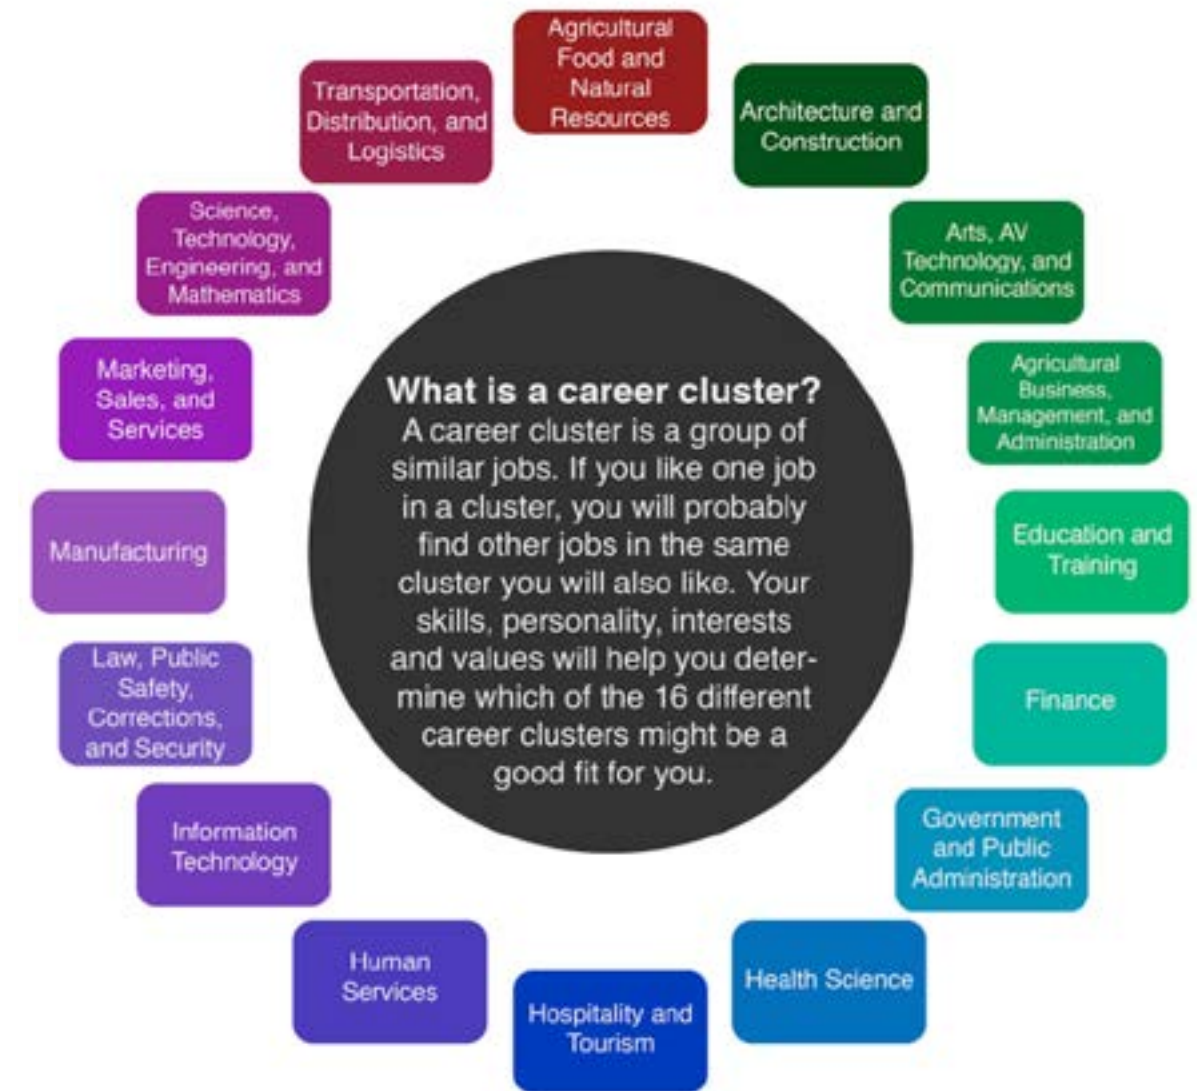 Agricultural
Food and
Natural
Resources
Architecture and
Construction
Arts, AV
Technology, and
Communications
Agricultural
Business,
Management, and
Administration
Education and
Training
Finance
Government
and Public
Administration
Health Science
Hospitality and
Tourism
Human
Services
Information
Technology
Law, Public
Safety,
Corrections,
and Security
Manufacturing
Marketing,
Sales, and
Services
Science,
Technology,
Engineering, and
Mathematics
Transportation,
Distribution, and
Logistics
What is a career cluster?
A career cluster is a group of
similar jobs. If you like one job
in a cluster, you will probably
find other jobs in the same
cluster you will also like. Your
skills, personality, interests
and values will help you deter-
mine which of the 16 different
career clusters might be a
good fit for you.